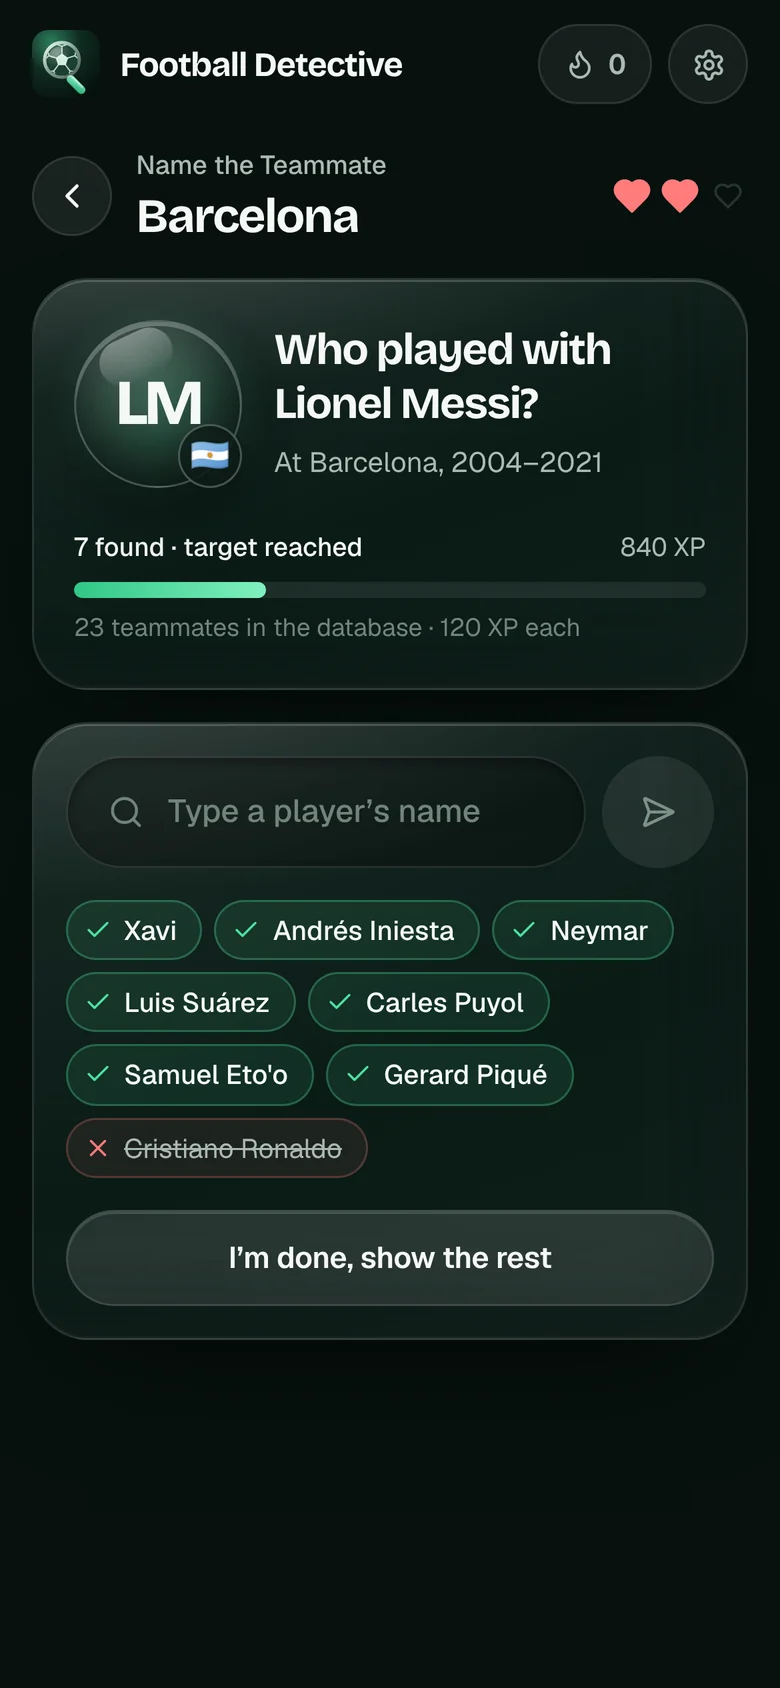 Football Detective
0
Name the Teammate
Barcelona
LM
Who played with
Lionel Messi?
At Barcelona, 2004–2021
7 found · target reached
840 XP
23 teammates in the database · 120 XP each
Type a player’s name
Xavi
Andrés Iniesta
Neymar
Luis Suárez
Carles Puyol
Samuel Eto'o
Gerard Piqué
Cristiano Ronaldo
I’m done, show the rest